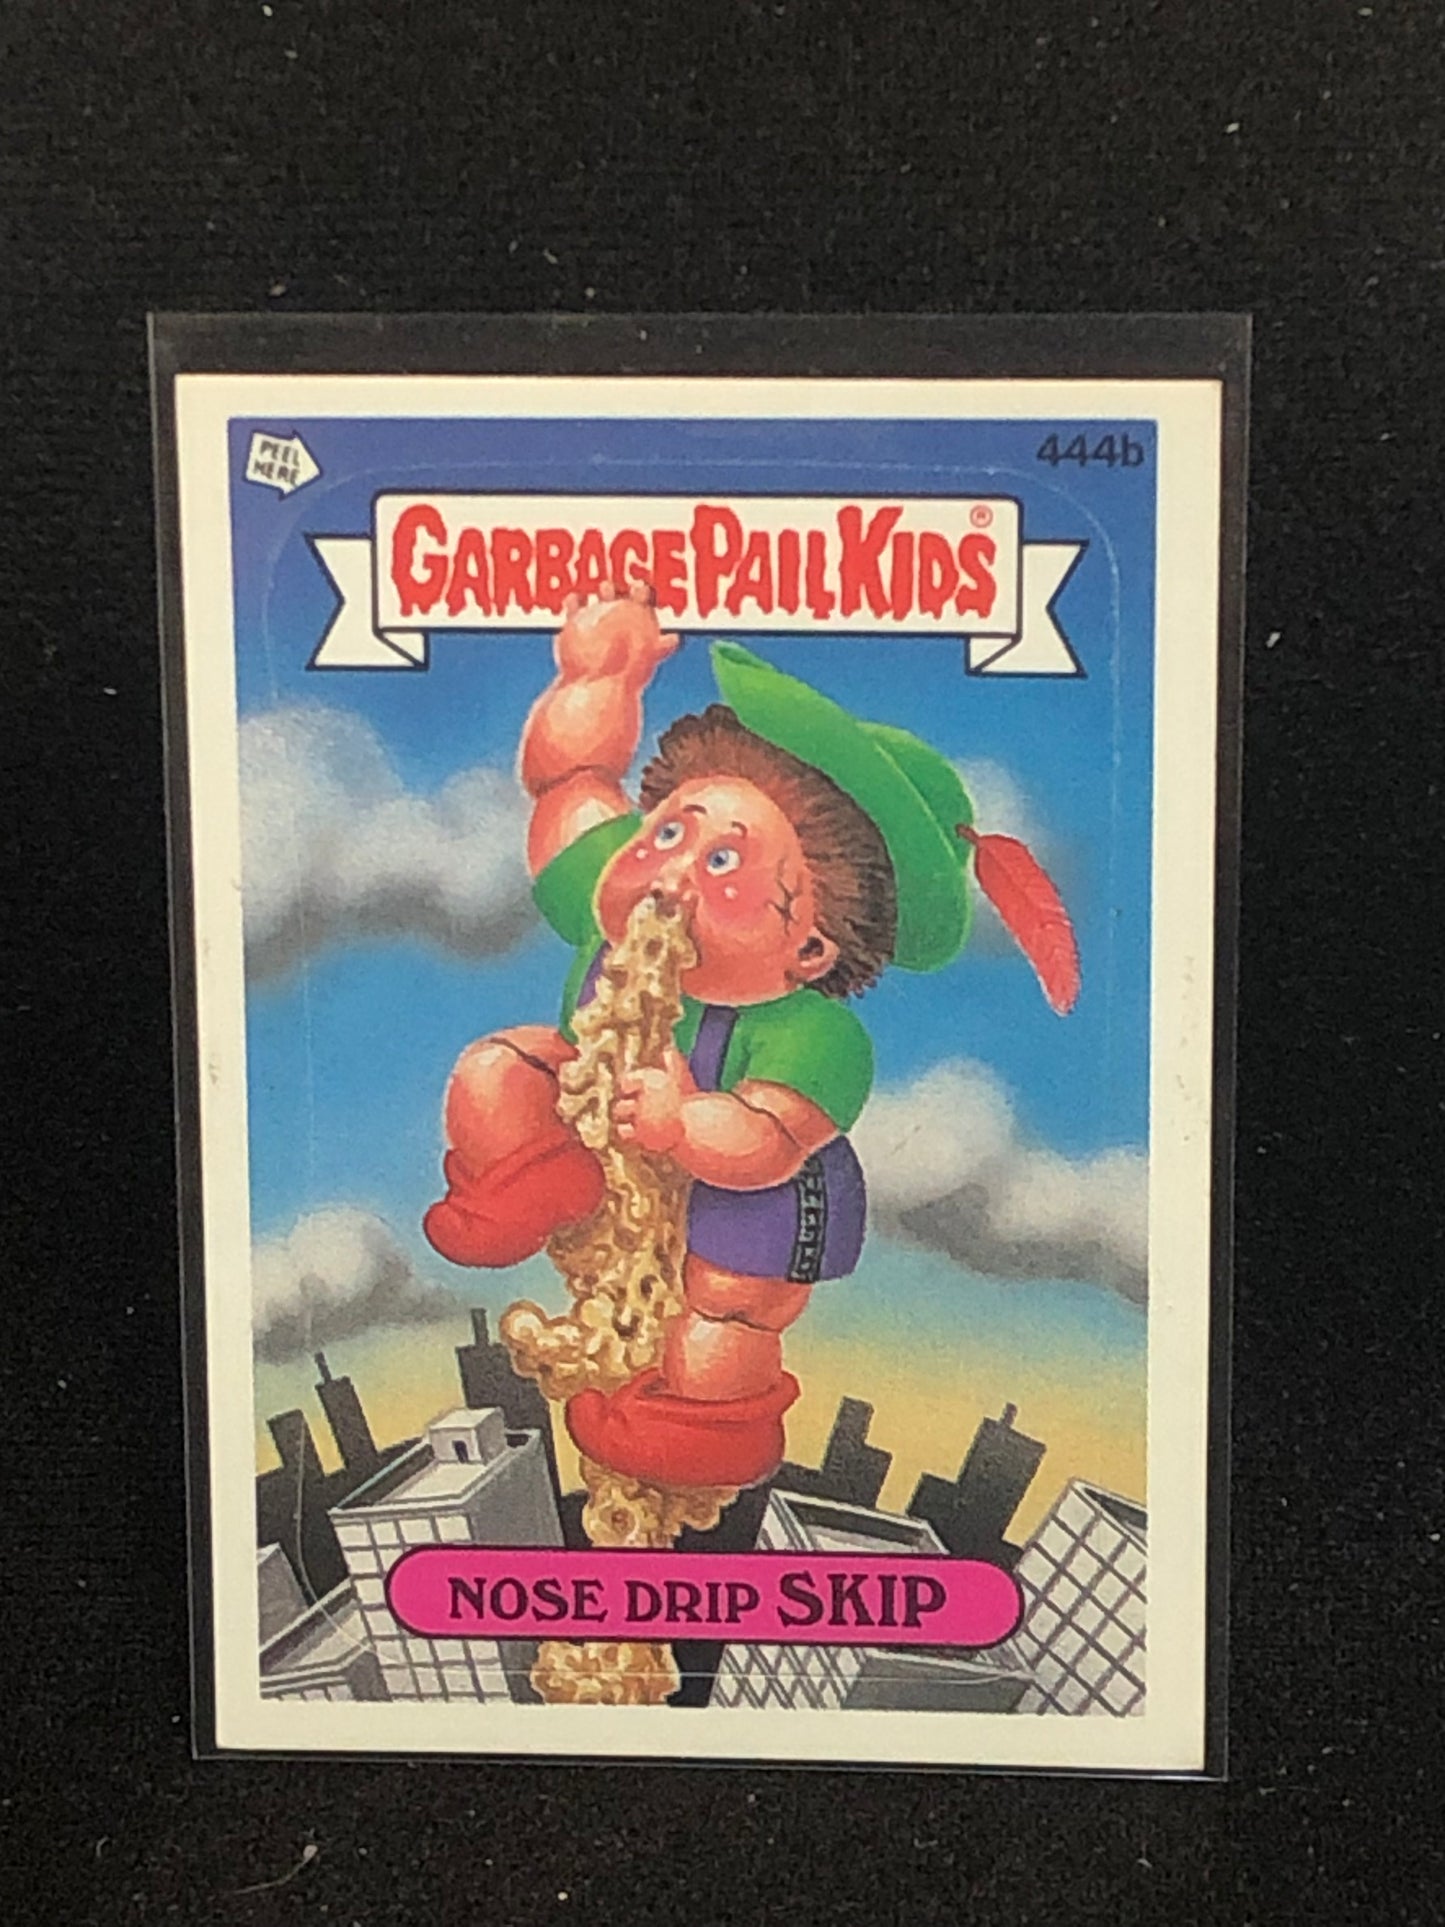 PEEL
HERE
444b
GARBAGE PAIL KIDS®
NOSE DRIP SKIP